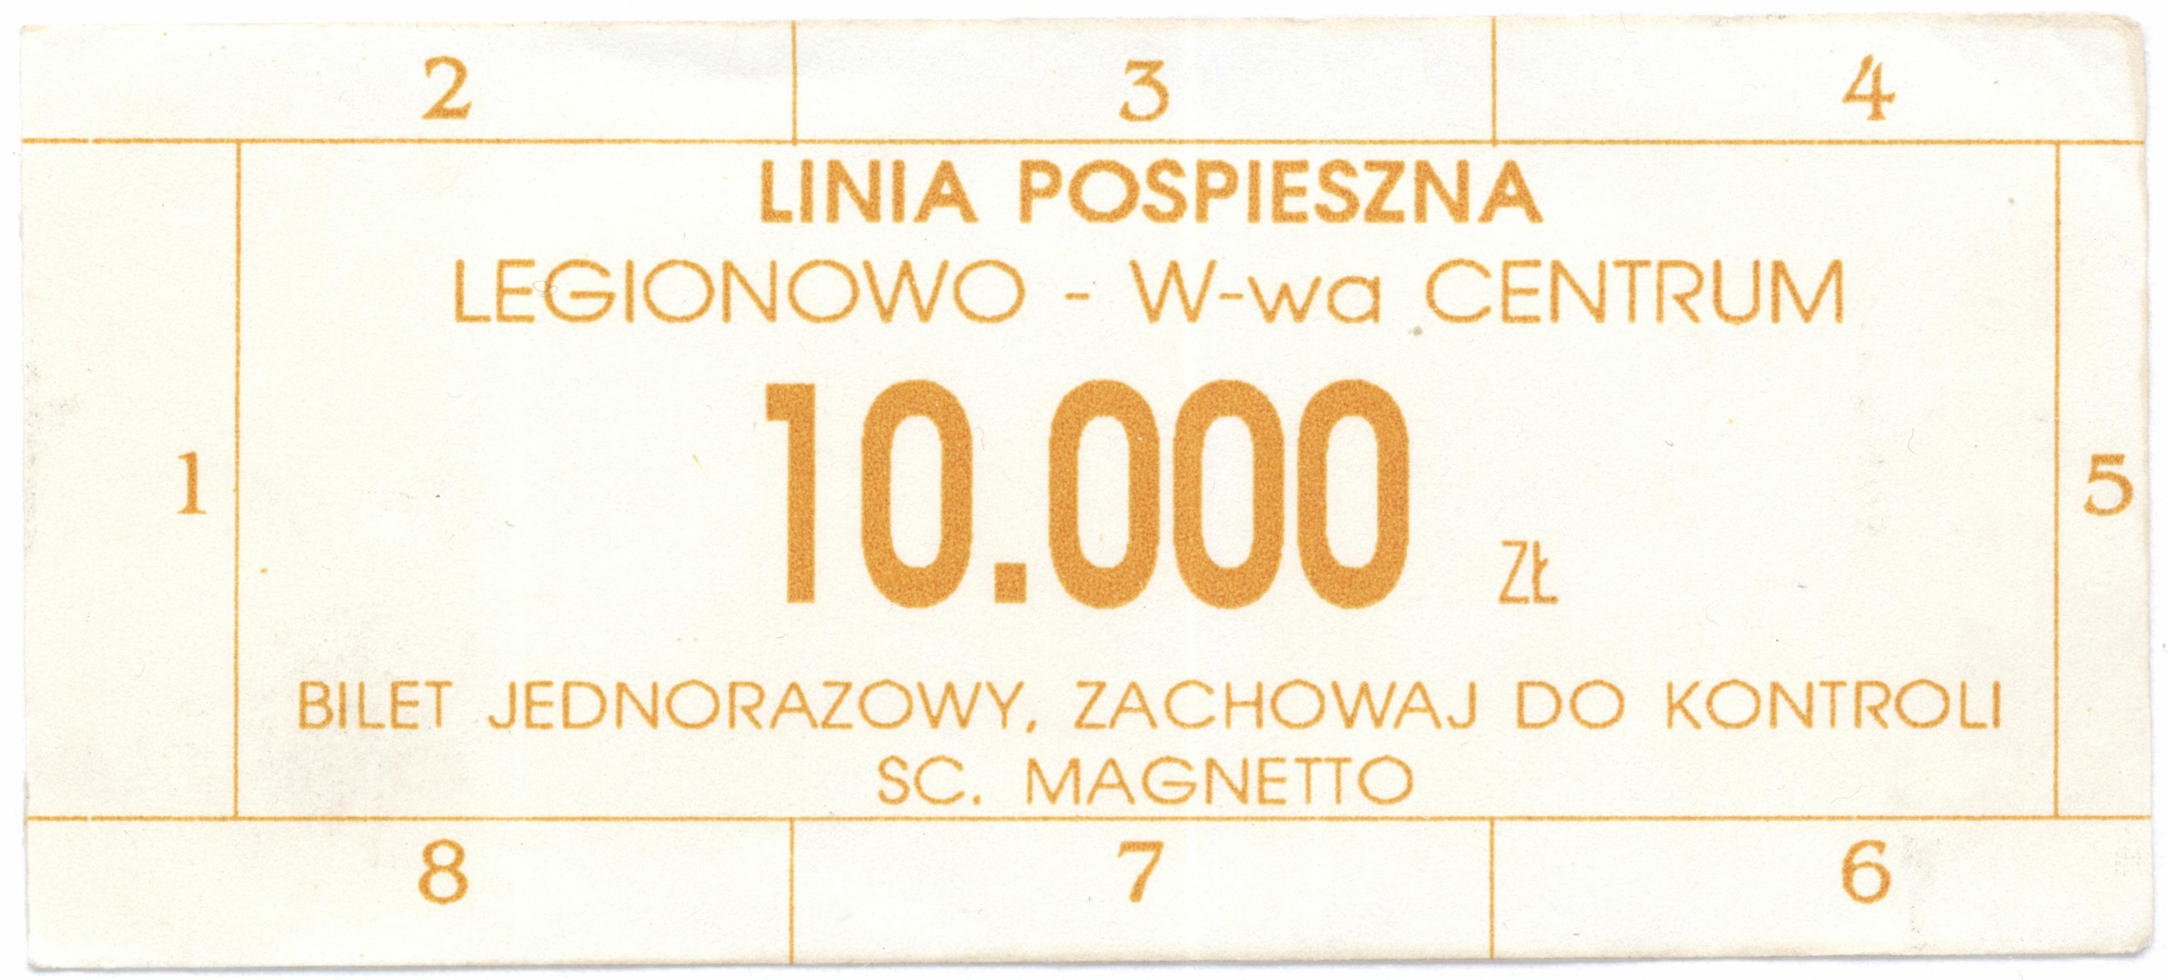 2 3 4
LINIA POSPIESZNA
LEGIONOWO - W-wa CENTRUM
1 10.000 ZŁ 5
BILET JEDNORAZOWY, ZACHOWAJ DO KONTROLI
SC. MAGNETTO
8 7 6